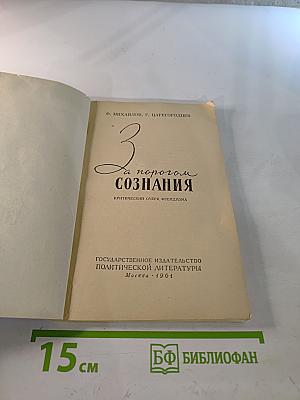 Ф. МИХАЙЛОВ, Г. ЦАРЕГОРОДЦЕВ
За порогом
СОЗНАНИЯ
КРИТИЧЕСКИЙ ОЧЕРК ФРЕЙДИЗМА
ГОСУДАРСТВЕННОЕ ИЗДАТЕЛЬСТВО
ПОЛИТИЧЕСКОЙ ЛИТЕРАТУРЫ
Москва · 1961
15 см
БФ БИБЛИОФАН